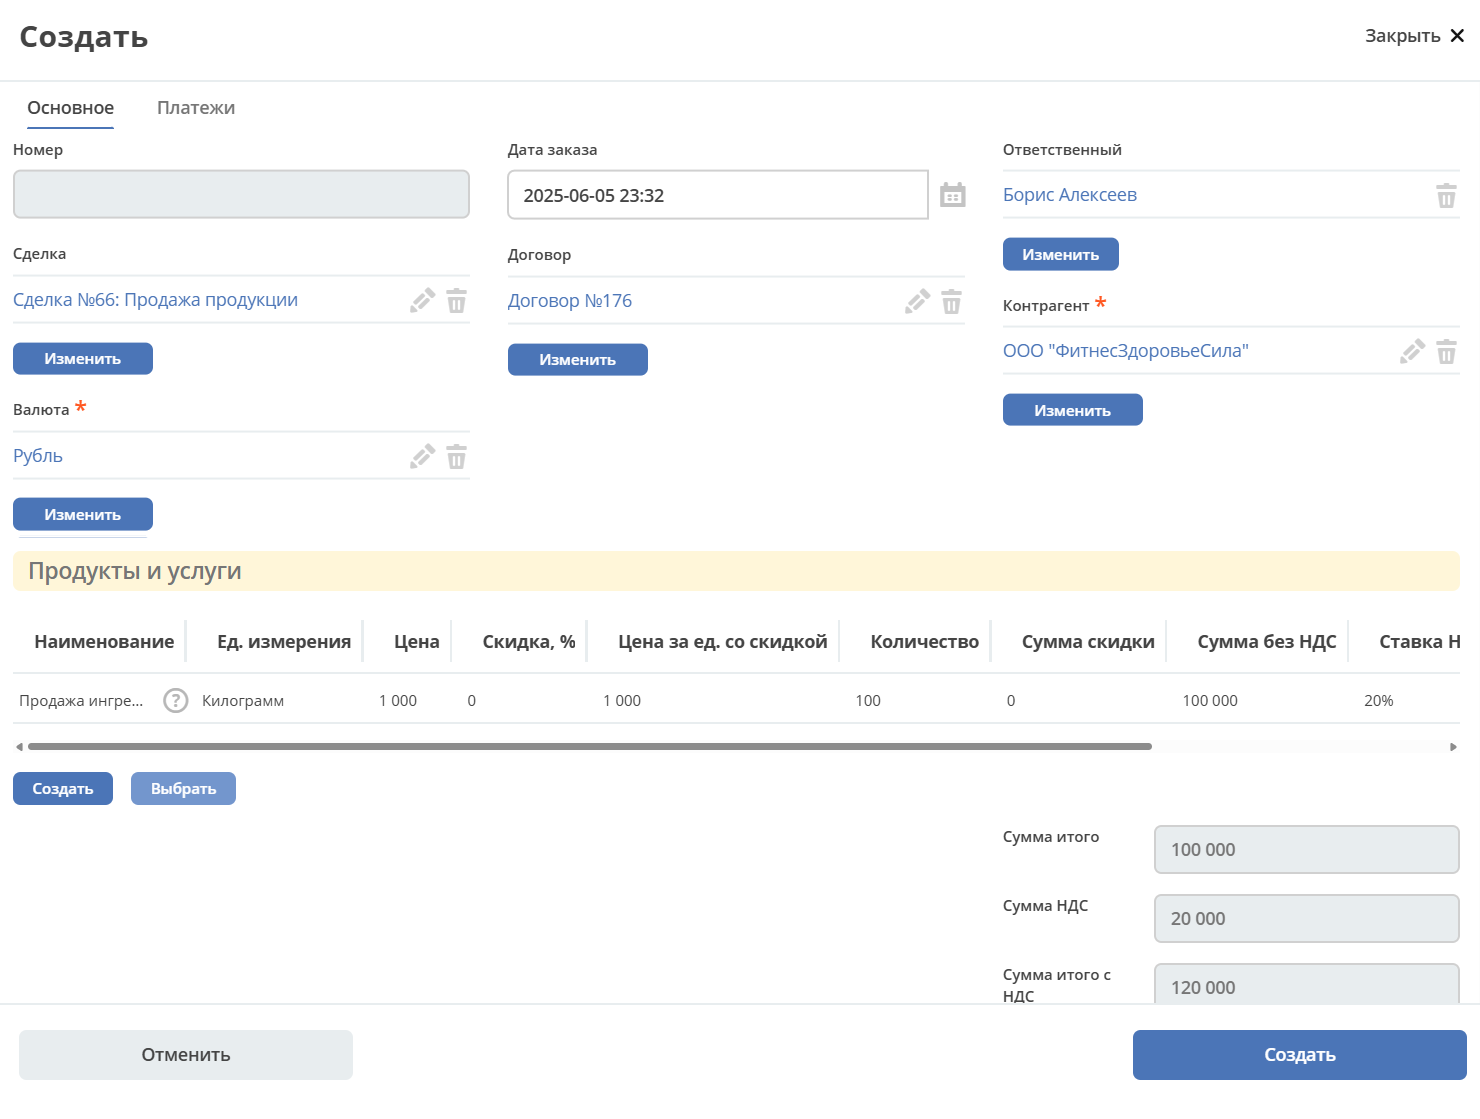 Создать
Закрыть
Основное Платежи
Номер
Дата заказа
2025-06-05 23:32
Ответственный
Борис Алексеев
Изменить
Сделка
Сделка №66: Продажа продукции
Изменить
Договор
Договор №176
Изменить
Контрагент *
ООО "ФитнесЗдоровьеСила"
Изменить
Валюта *
Рубль
Изменить
Продукты и услуги
Наименование Ед. измерения Цена Скидка, % Цена за ед. со скидкой Количество Сумма скидки Сумма без НДС Ставка Н
Продажа ингре... ? Килограмм 1 000 0 1 000 100 0 100 000 20%
Создать Выбрать
Сумма итого 100 000
Сумма НДС 20 000
Сумма итого с
НДС
120 000
Отменить Создать